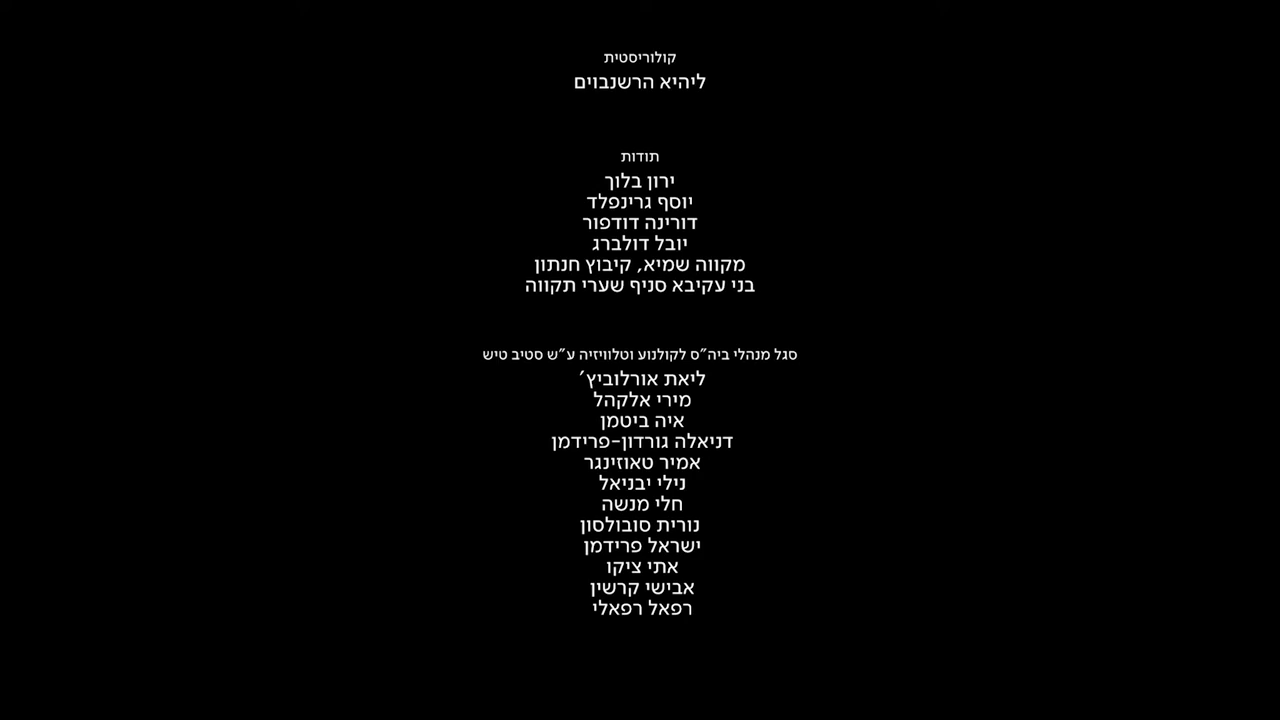 קולוריסטית
ליהיא הרשנבוים
תודות
ירון בלוך
יוסף גרינפלד
דורינה דודפור
יובל דולברג
מקווה שמיא, קיבוץ חנתון
בני עקיבא סניף שערי תקווה
סגל מנהלי ביה״ס לקולנוע וטלוויזיה ע״ש סטיב טיש
ליאת אורלוביץ׳
מירי אלקהל
איה ביטמן
דניאלה גורדון-פרידמן
אמיר טאוזינגר
נילי יבניאל
חלי מנשה
נורית סובולסון
ישראל פרידמן
אתי ציקו
אבישי קרשין
רפאל רפאלי